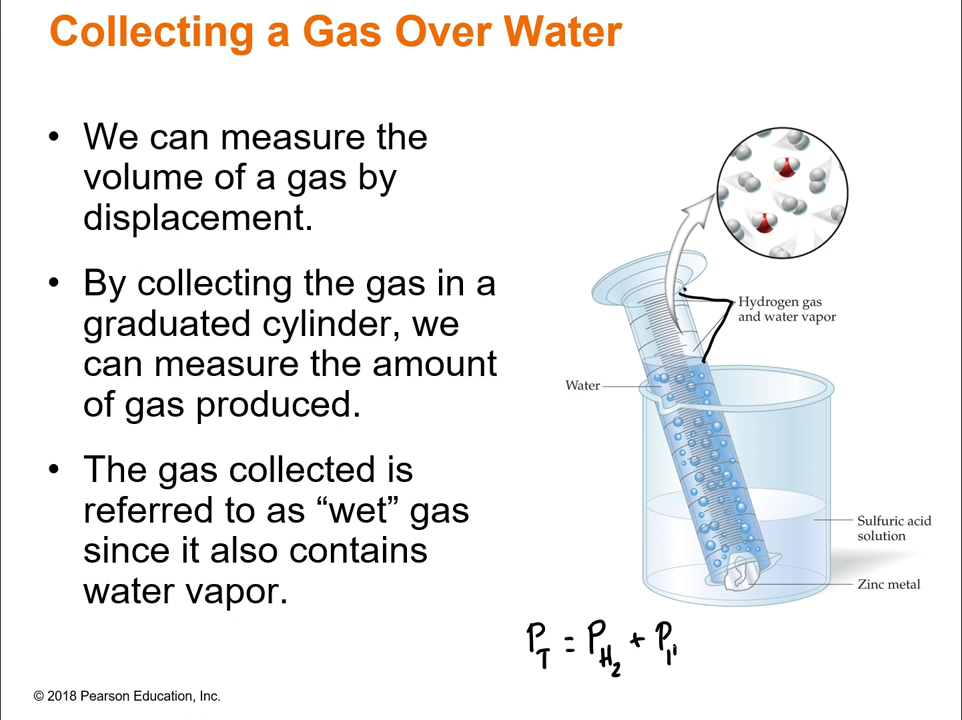 Collecting a Gas Over Water
• We can measure the
volume of a gas by
displacement.
• By collecting the gas in a
graduated cylinder, we
can measure the amount
of gas produced.
• The gas collected is
referred to as “wet” gas
since it also contains
water vapor.
Hydrogen gas
and water vapor
Water
Sulfuric acid
solution
Zinc metal
P_T = P_H₂ + P
© 2018 Pearson Education, Inc.